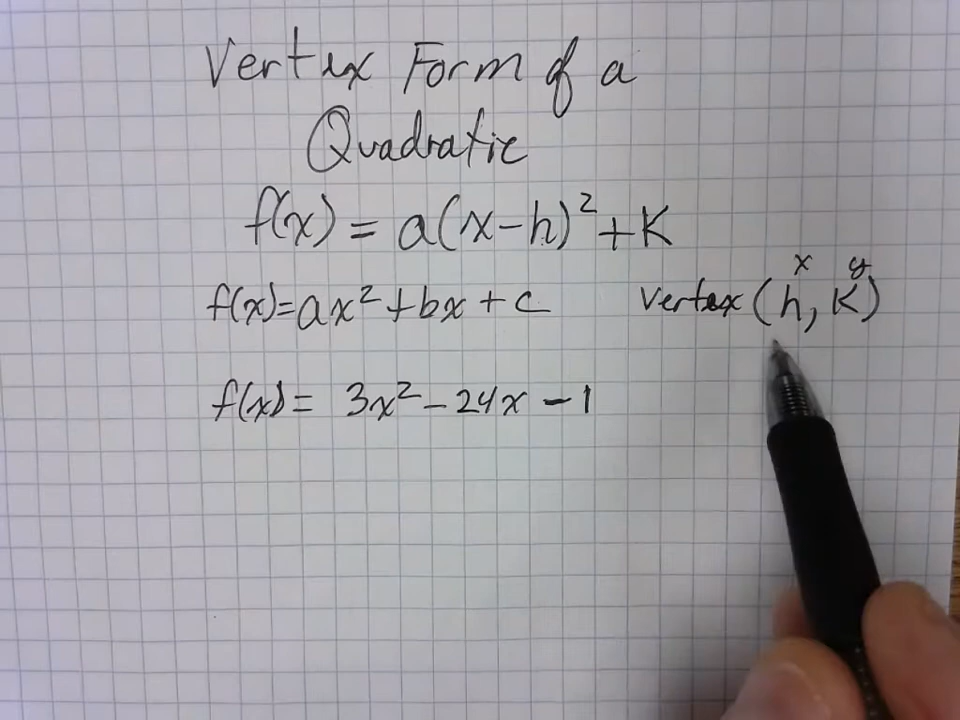 Vertex Form of a
Quadratic
f(x) = a(x-h)² + K
x y
f(x)=ax² + bx + c vertex (h, K)
f(x) = 3x² - 24x - 1